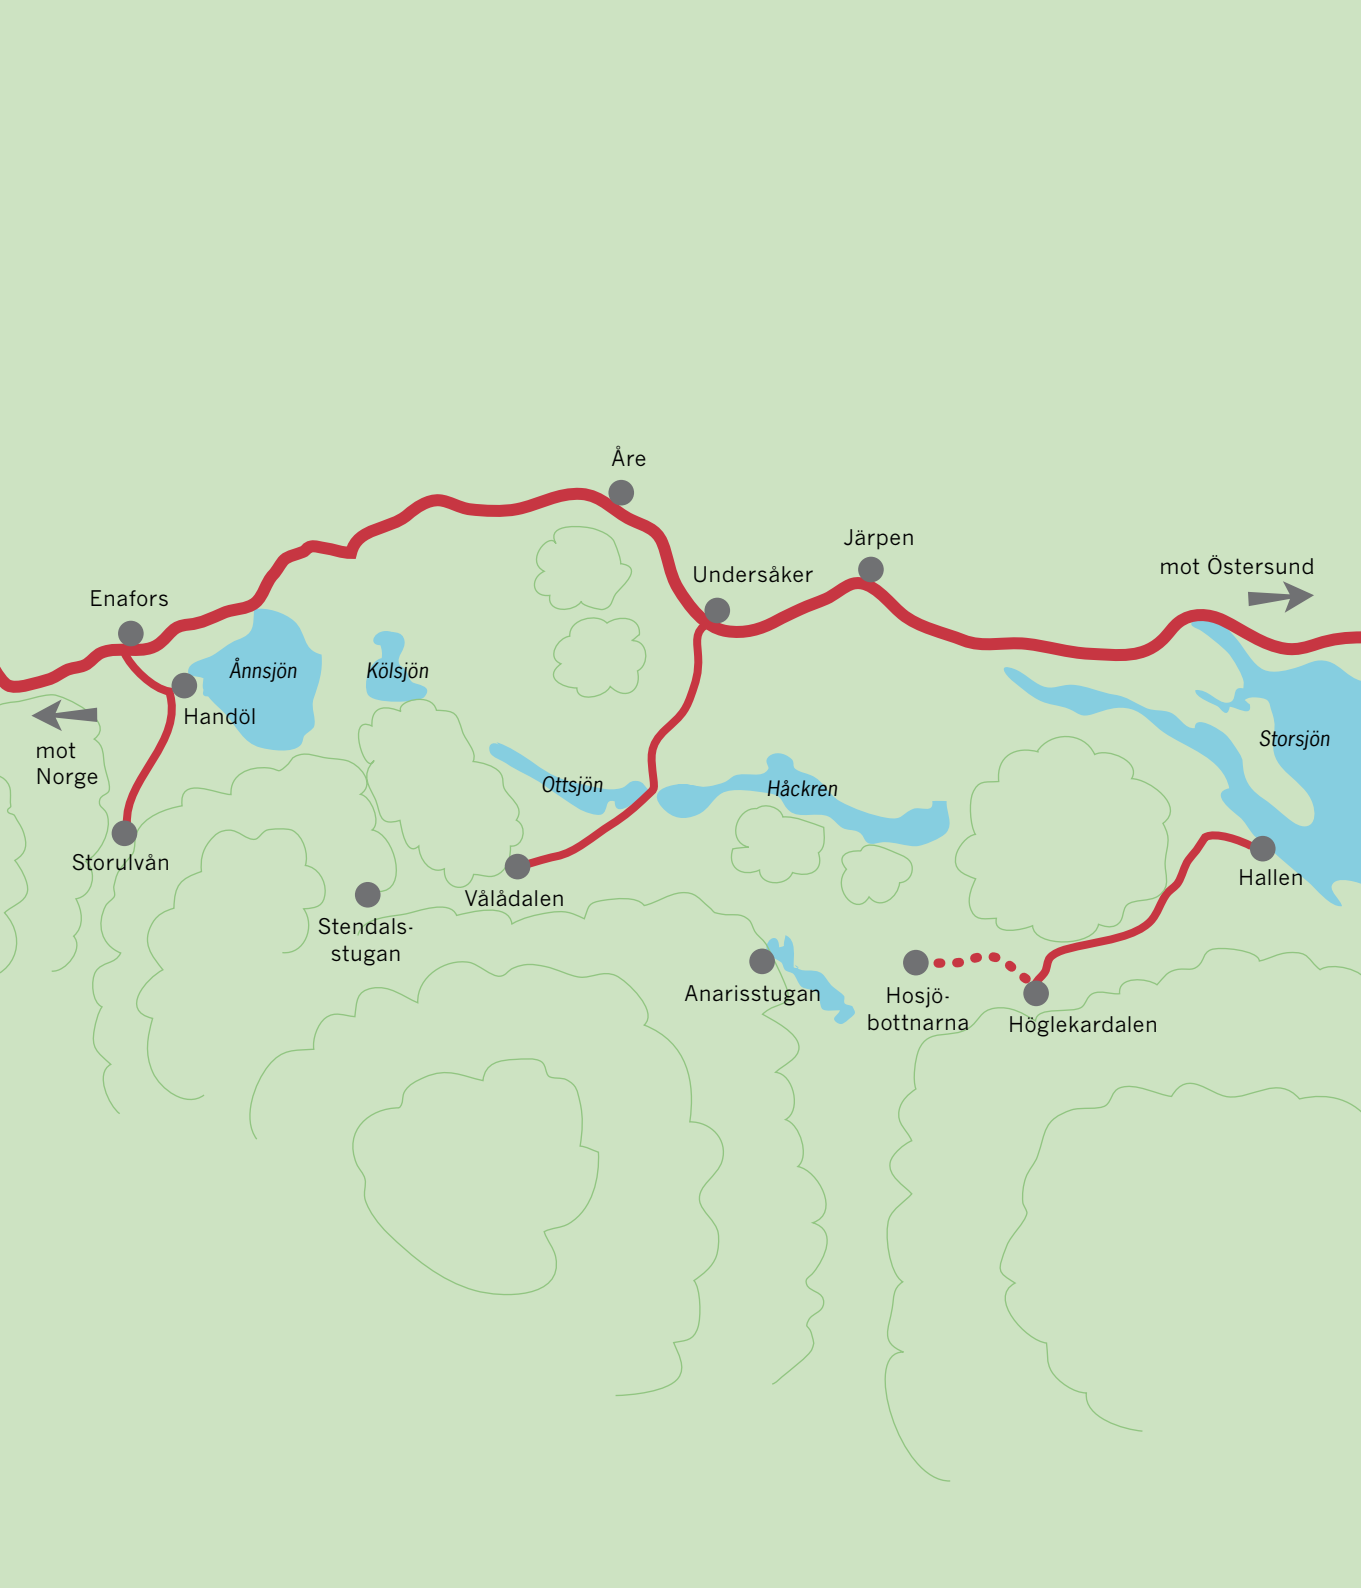 Åre
Järpen
mot Östersund
Undersåker
Enafors
Ånnsjön
Kölsjön
Handöl
Storsjön
mot
Norge
Ottsjön
Håckren
Storulvån
Hallen
Vålådalen
Stendals-
stugan
Anarisstugan
Hosjö-
bottnarna
Höglekardalen